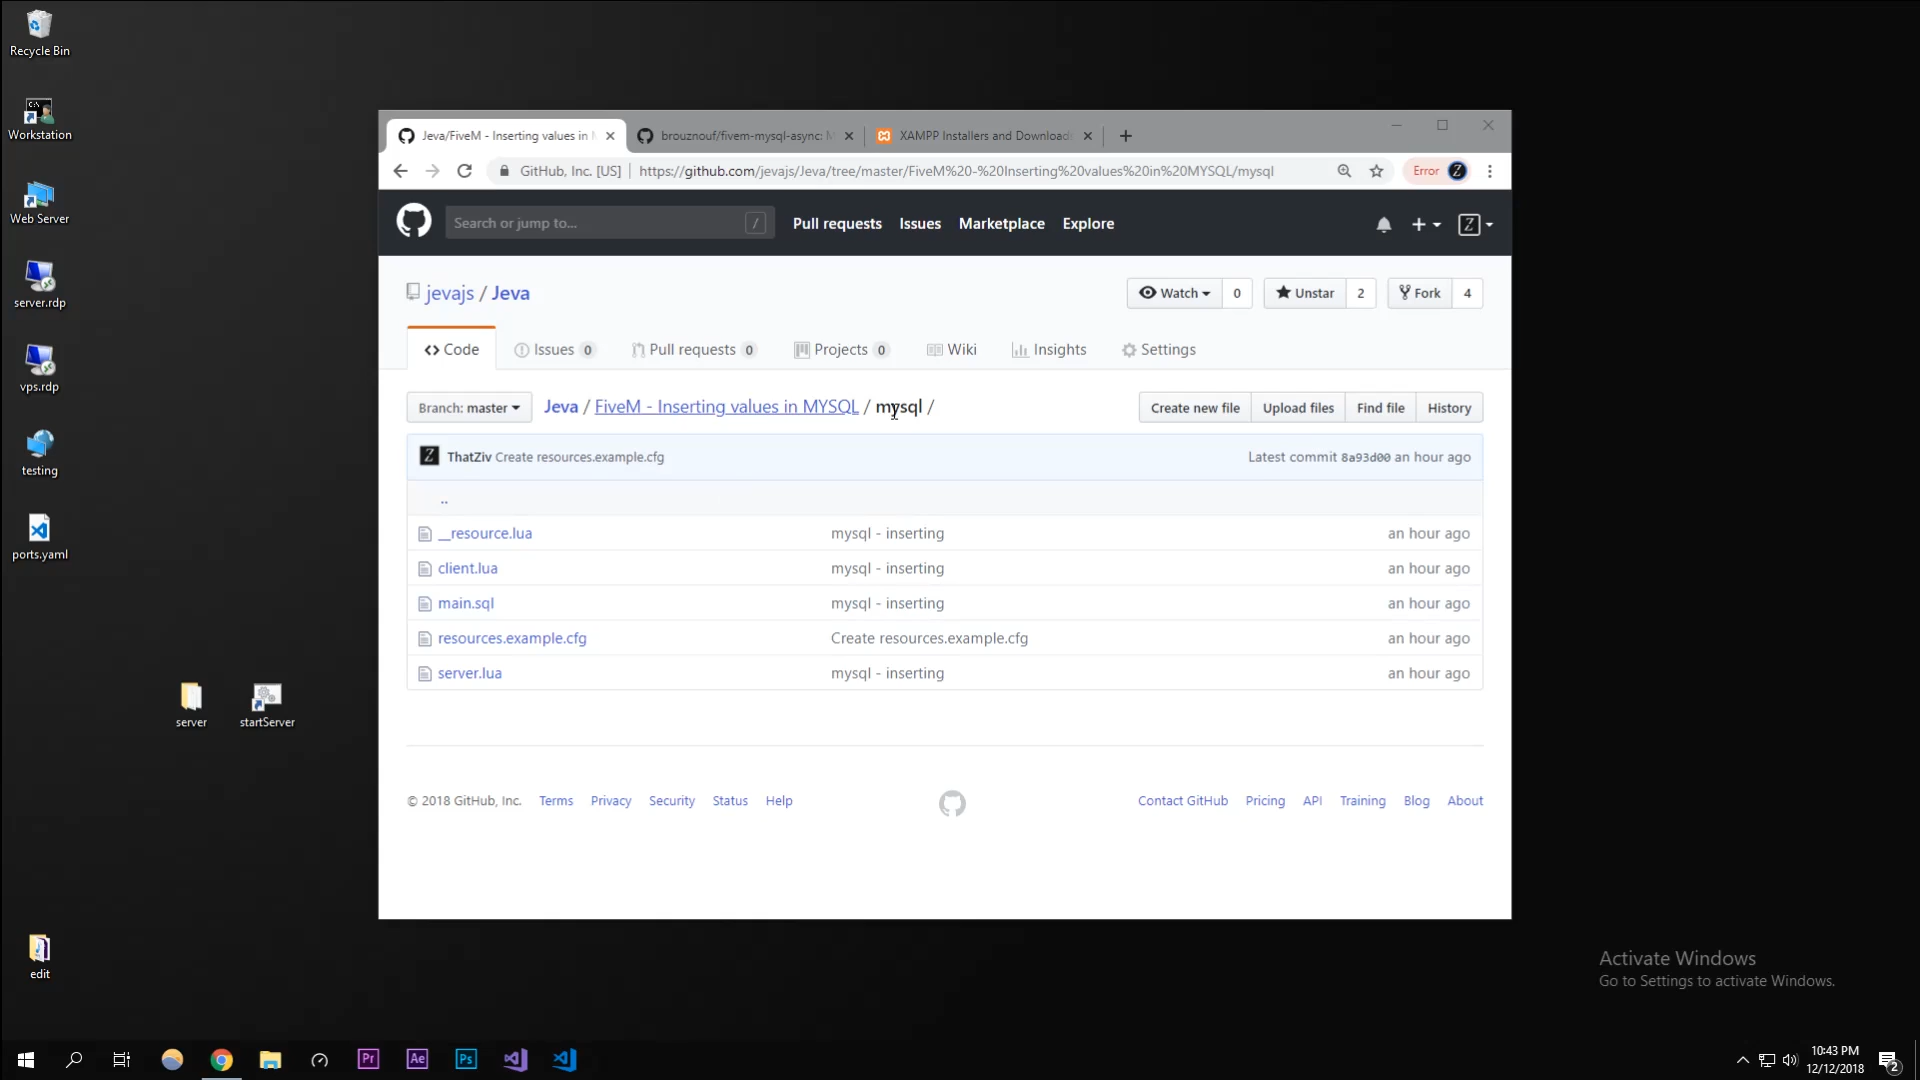 Recycle Bin
Workstation
Web Server
server.rdp
vps.rdp
testing
ports.yaml
server
startServer
edit
Jeva/FiveM - Inserting values in
brouznouf/fivem-mysql-async:
XAMPP Installers and Download
GitHub, Inc. [US]
https://github.com/jevajs/Jeva/tree/master/FiveM%20-%20Inserting%20values%20in%20MYSQL/mysql
Error Z
Search or jump to... /
Pull requests Issues Marketplace Explore
Z
jevajs / Jeva
Watch 0 Unstar 2 Fork 4
Code Issues 0 Pull requests 0 Projects 0 Wiki Insights Settings
Branch: master Jeva / FiveM - Inserting values in MYSQL / mysql /
Create new file Upload files Find file History
Z ThatZiv Create resources.example.cfg Latest commit 8a93d00 an hour ago
..
__resource.lua mysql - inserting an hour ago
client.lua mysql - inserting an hour ago
main.sql mysql - inserting an hour ago
resources.example.cfg Create resources.example.cfg an hour ago
server.lua mysql - inserting an hour ago
© 2018 GitHub, Inc. Terms Privacy Security Status Help Contact GitHub Pricing API Training Blog About
Activate Windows
Go to Settings to activate Windows.
Pr Ae Ps
10:43 PM
12/12/2018
2